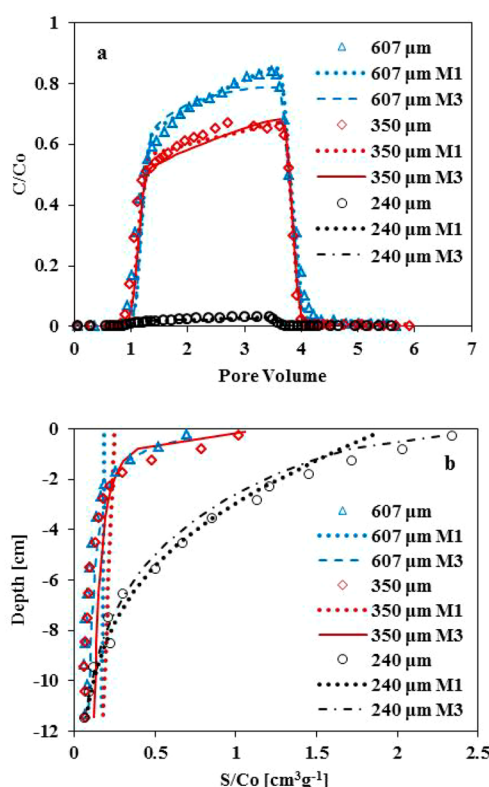 a
1
0.8
0.6
0.4
0.2
0
C/Co
0 1 2 3 4 5 6 7
Pore Volume
607 µm
607 µm M1
607 µm M3
350 µm
350 µm M1
350 µm M3
240 µm
240 µm M1
240 µm M3
b
0
-2
-4
-6
-8
-10
-12
Depth [cm]
0 0.5 1 1.5 2 2.5
S/Co [cm³g⁻¹]
607 µm
607 µm M1
607 µm M3
350 µm
350 µm M1
350 µm M3
240 µm
240 µm M1
240 µm M3